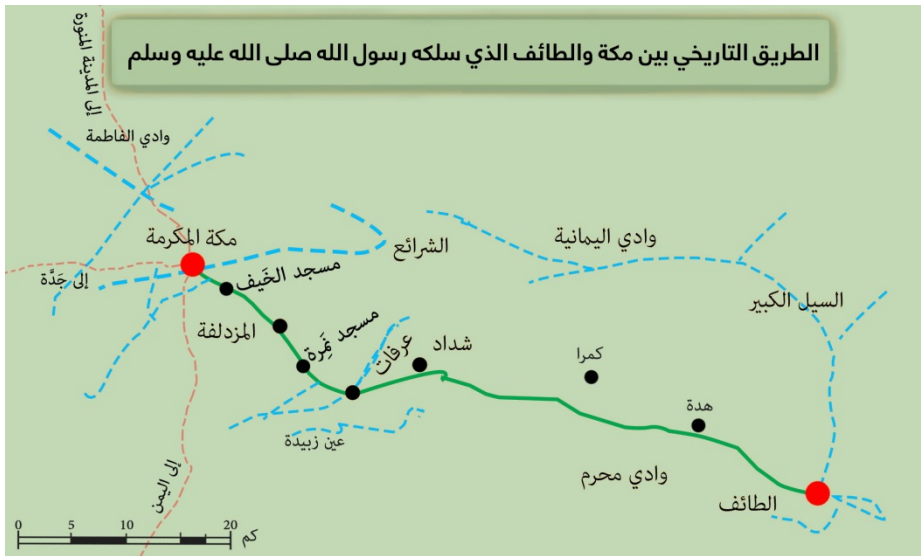 الطريق التاريخي بين مكة والطائف الذي سلكه رسول الله صلى الله عليه وسلم
إلى المدينة المنورة
وادي الفاطمة
مكة المكرمة
الشرائع
وادي اليمانية
إلى جَدَّة
مسجد الخَيف
السيل الكبير
المزدلفة
مسجد نَمِرة
عرفات
شداد
كمرا
هدة
عين زبيدة
وادي محرم
إلى اليمن
الطائف
0 5 10 20 كم